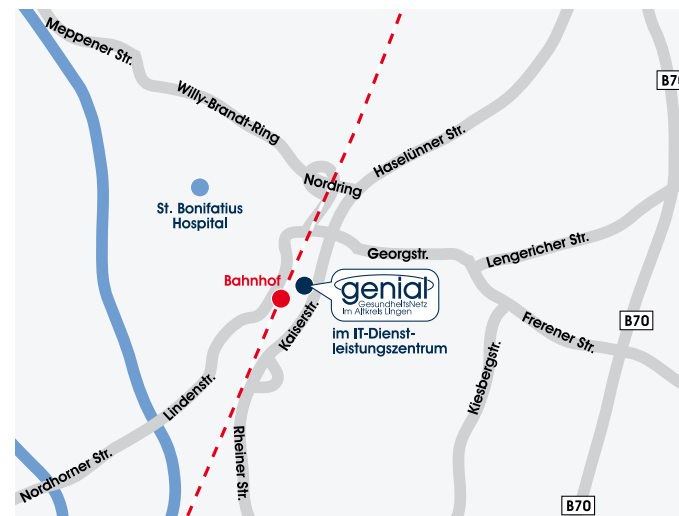 Meppener Str.
B70
Willy-Brandt-Ring
Haselünner Str.
Nordring
St. Bonifatius
Hospital
Georgstr.
Lengericher Str.
Bahnhof
genial
GesundheitsNetz
im Altkreis Lingen
im IT-Dienst-
leistungszentrum
Kaiserstr.
B70
Frerener Str.
Kiesbergstr.
Lindenstr.
Rheiner Str.
Nordhorner Str.
B70